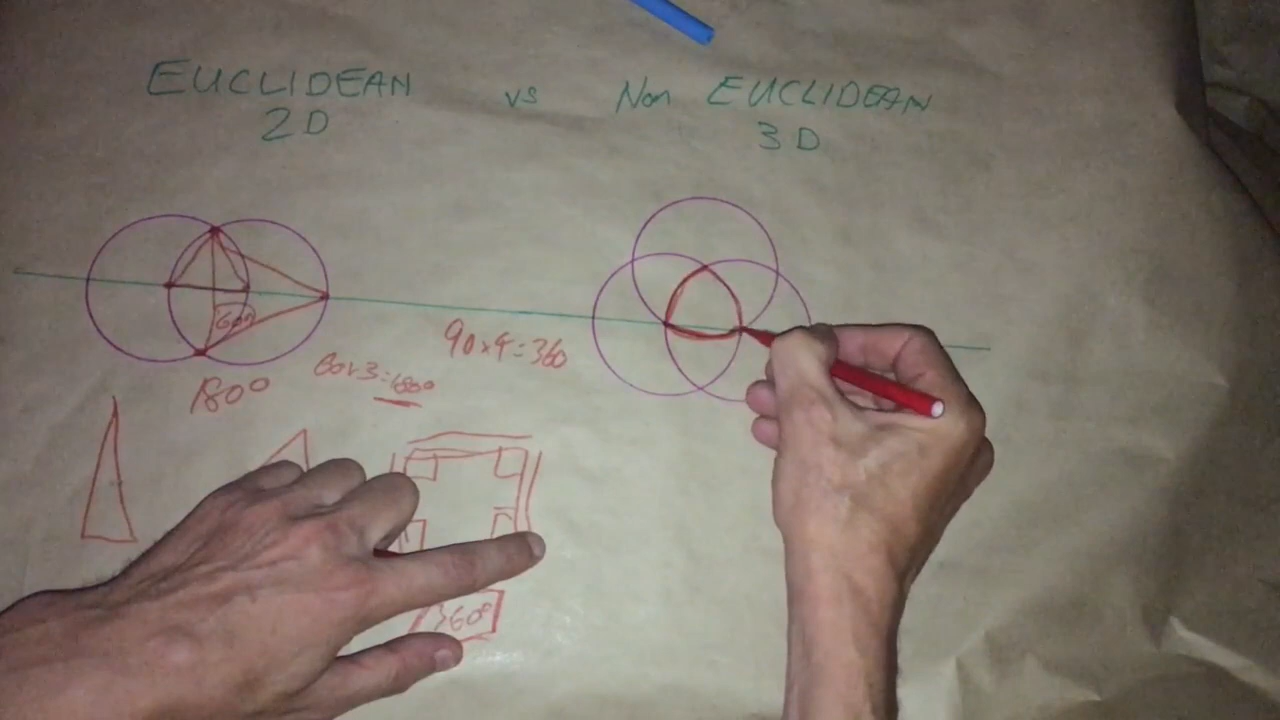 EUCLIDEAN vs Non EUCLIDEAN
2D 3D
60°
180°
60x3=180°
90x4=360
360°